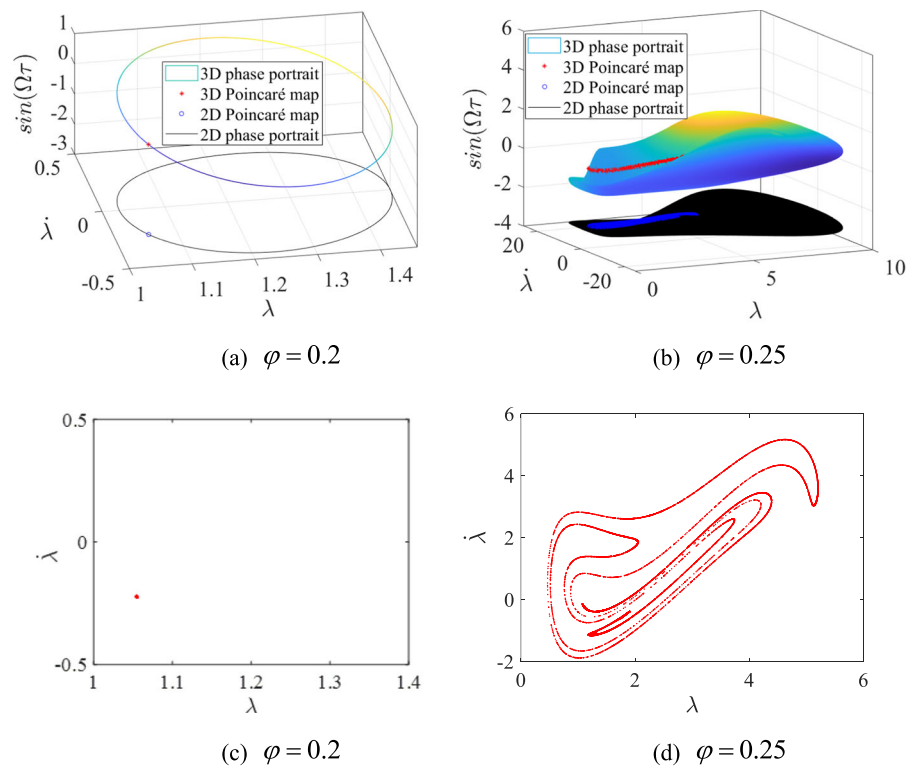 1
0
-1
-2
-3
sin(Ωτ)
0.5
0
-0.5
λ̇
1
1.1
1.2
1.3
1.4
λ
3D phase portrait
3D Poincaré map
2D Poincaré map
2D phase portrait
(a) φ = 0.2
6
4
2
0
-2
-4
sin(Ωτ)
20
0
-20
λ̇
0
5
10
λ
3D phase portrait
3D Poincaré map
2D Poincaré map
2D phase portrait
(b) φ = 0.25
0.5
0
-0.5
λ̇
1
1.1
1.2
1.3
1.4
λ
(c) φ = 0.2
6
4
2
0
-2
λ̇
0
2
4
6
λ
(d) φ = 0.25